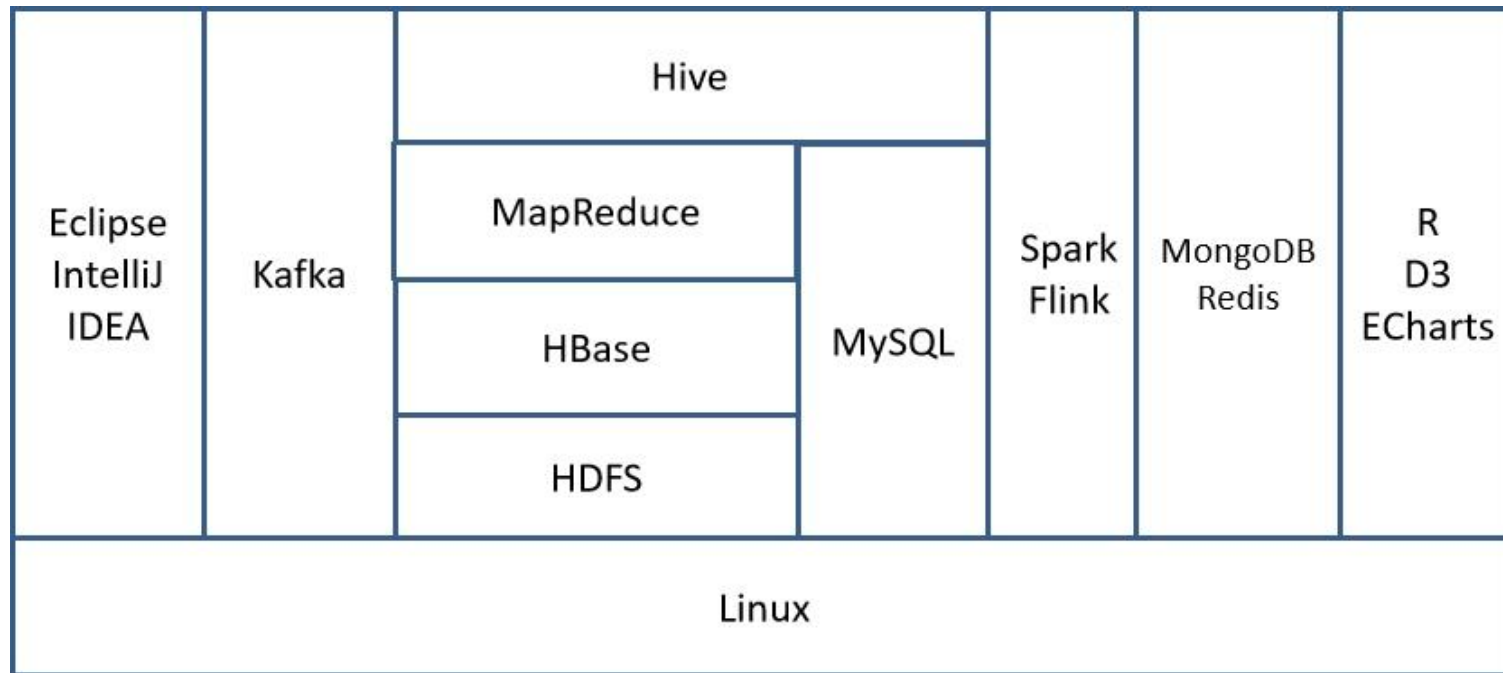 Eclipse
IntelliJ
IDEA
Kafka
Hive
MapReduce
HBase
HDFS
MySQL
Spark
Flink
MongoDB
Redis
R
D3
ECharts
Linux